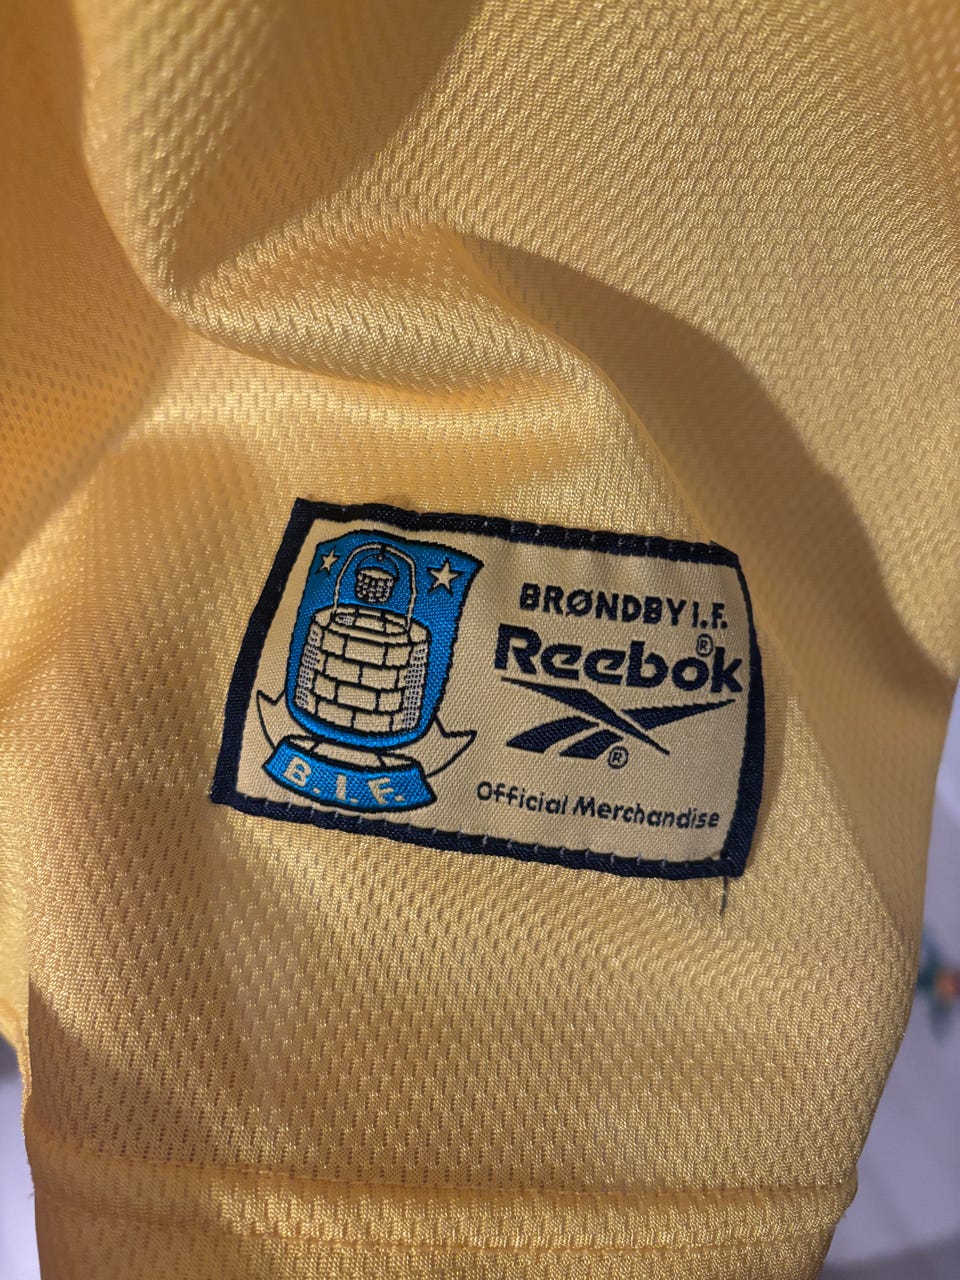 B.I.F.
BRØNDBY I.F.
Reebok®
®
Official Merchandise